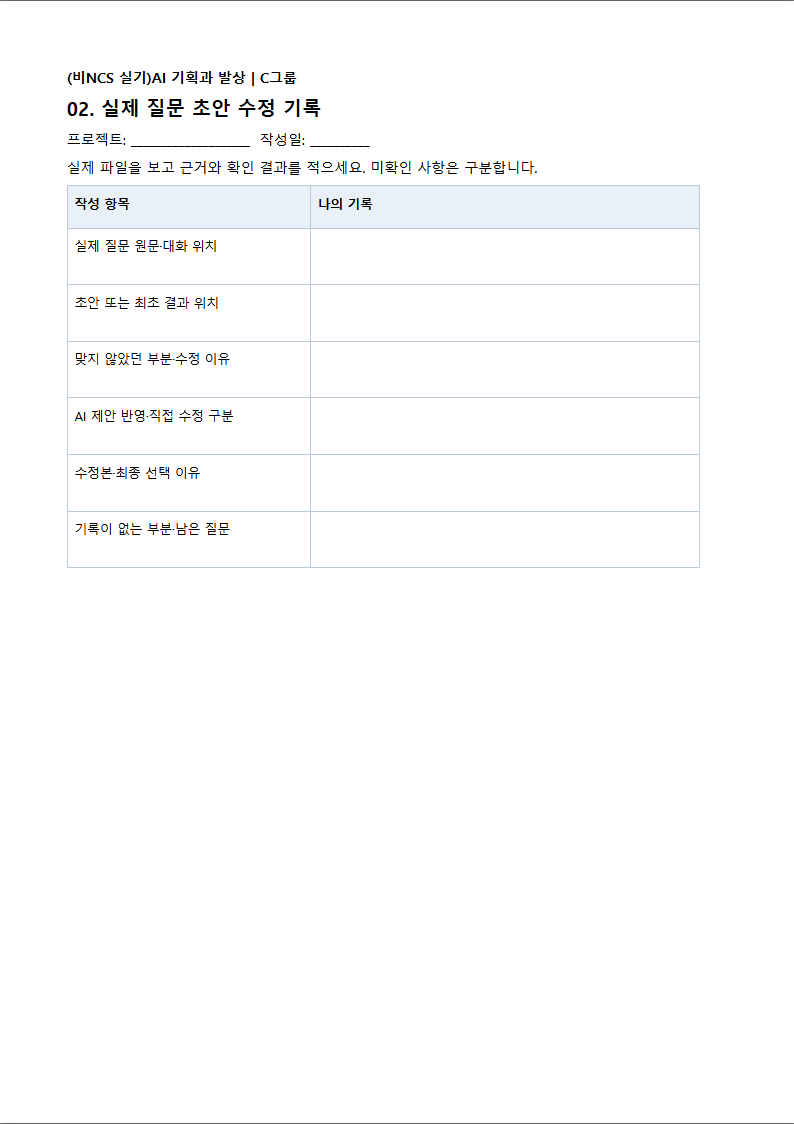 (비NCS 실기)AI 기획과 발상 | C그룹
02. 실제 질문 초안 수정 기록
프로젝트: _________________ 작성일: _________
실제 파일을 보고 근거와 확인 결과를 적으세요. 미확인 사항은 구분합니다.
작성 항목 나의 기록
실제 질문 원문·대화 위치
초안 또는 최초 결과 위치
맞지 않았던 부분·수정 이유
AI 제안 반영·직접 수정 구분
수정본·최종 선택 이유
기록이 없는 부분·남은 질문